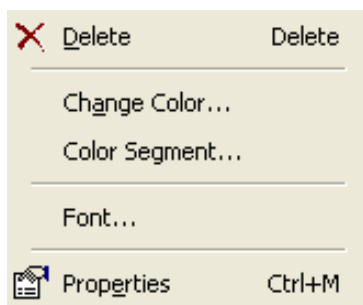 Delete Delete
Change Color...
Color Segment...
Font...
Properties Ctrl+M